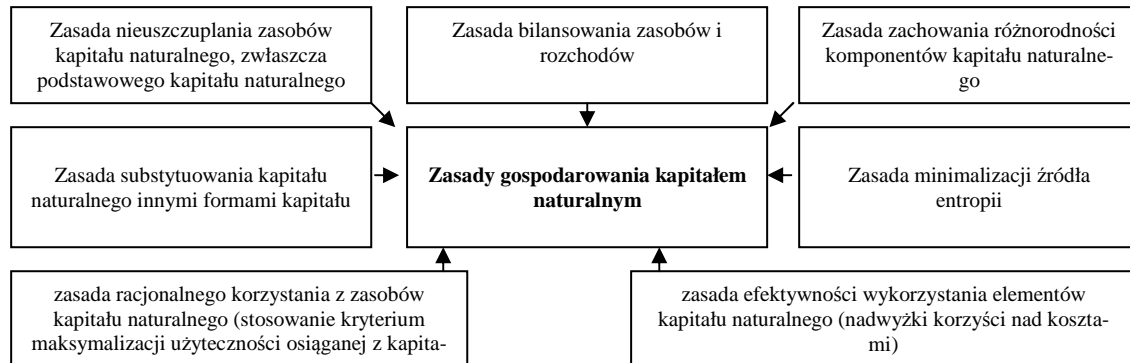 Zasada nieuszczuplania zasobów
kapitału naturalnego, zwłaszcza
podstawowego kapitału naturalnego
Zasada bilansowania zasobów i
rozchodów
Zasada zachowania różnorodności
komponentów kapitału naturalne-
go
Zasada substytuowania kapitału
naturalnego innymi formami kapitału
Zasady gospodarowania kapitałem
naturalnym
Zasada minimalizacji źródła
entropii
zasada racjonalnego korzystania z zasobów
kapitału naturalnego (stosowanie kryterium
maksymalizacji użyteczności osiąganej z kapita-
zasada efektywności wykorzystania elementów
kapitału naturalnego (nadwyżki korzyści nad koszta-
mi)